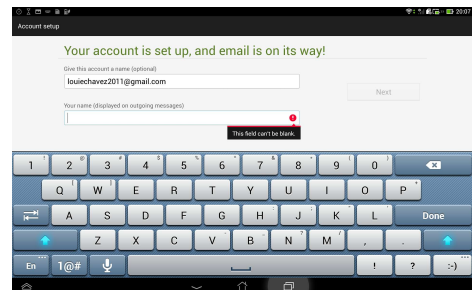 20:07
Account setup
Your account is set up, and email is on its way!
Give this account a name (optional)
louiechavez2011@gmail.com
Next
Your name (displayed on outgoing messages)
This field can't be blank.
1 2 @ 3 # 4 $ 5 % 6 ^ 7 & 8 * 9 ( 0 )
Q W E R T Y U I O P
A S D F G H J K L Done
Z X C V B N ? M / , .
En 1@# ! ? :-)